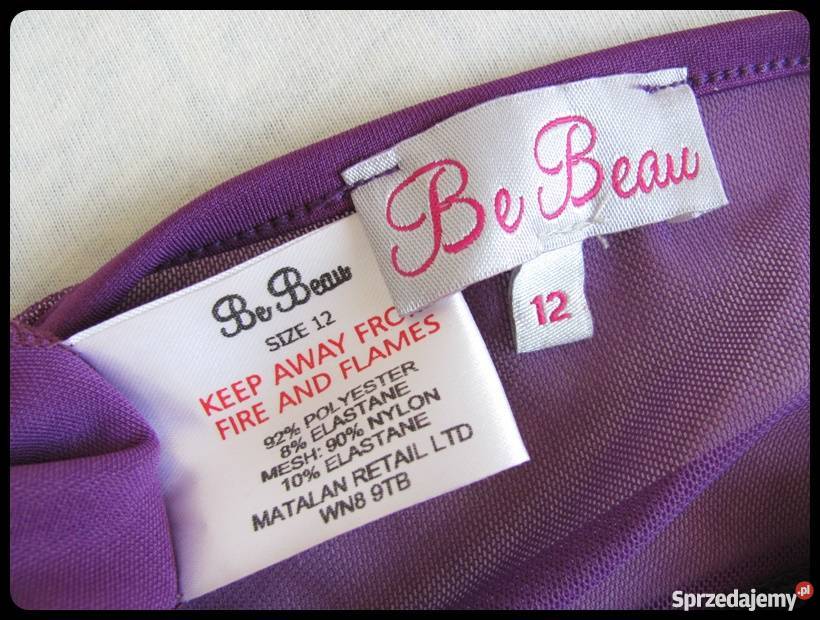 Be Beau
12
Be Beau
SIZE 12
KEEP AWAY FROM
FIRE AND FLAMES
92% POLYESTER
8% ELASTANE
MESH: 90% NYLON
10% ELASTANE
MATALAN RETAIL LTD
WN8 9TB
Sprzedajemy.pl